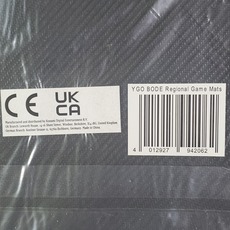 CE UK
CA
Manufactured and distributed by Konami Digital Entertainment B.V.
YGO BODE Regional Game Mats
4 012927 942062